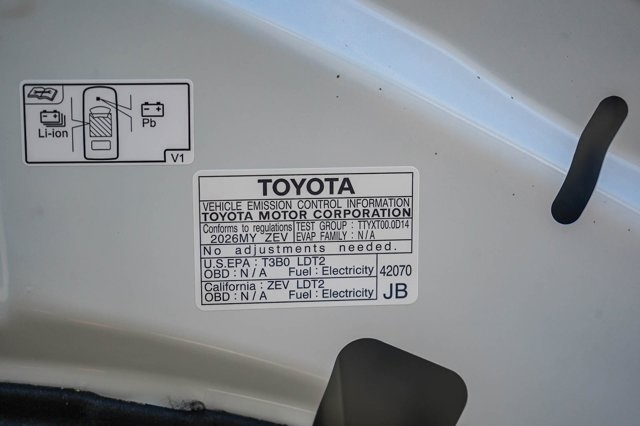 Li-ion
Pb
V1
TOYOTA
VEHICLE EMISSION CONTROL INFORMATION
TOYOTA MOTOR CORPORATION
Conforms to regulations
2026MY ZEV
TEST GROUP : TTYXT00.0D14
EVAP FAMILY : N/A
No adjustments needed.
U.S.EPA : T3B0 LDT2
OBD : N/A Fuel : Electricity
42070
California : ZEV LDT2
OBD : N/A Fuel : Electricity
JB